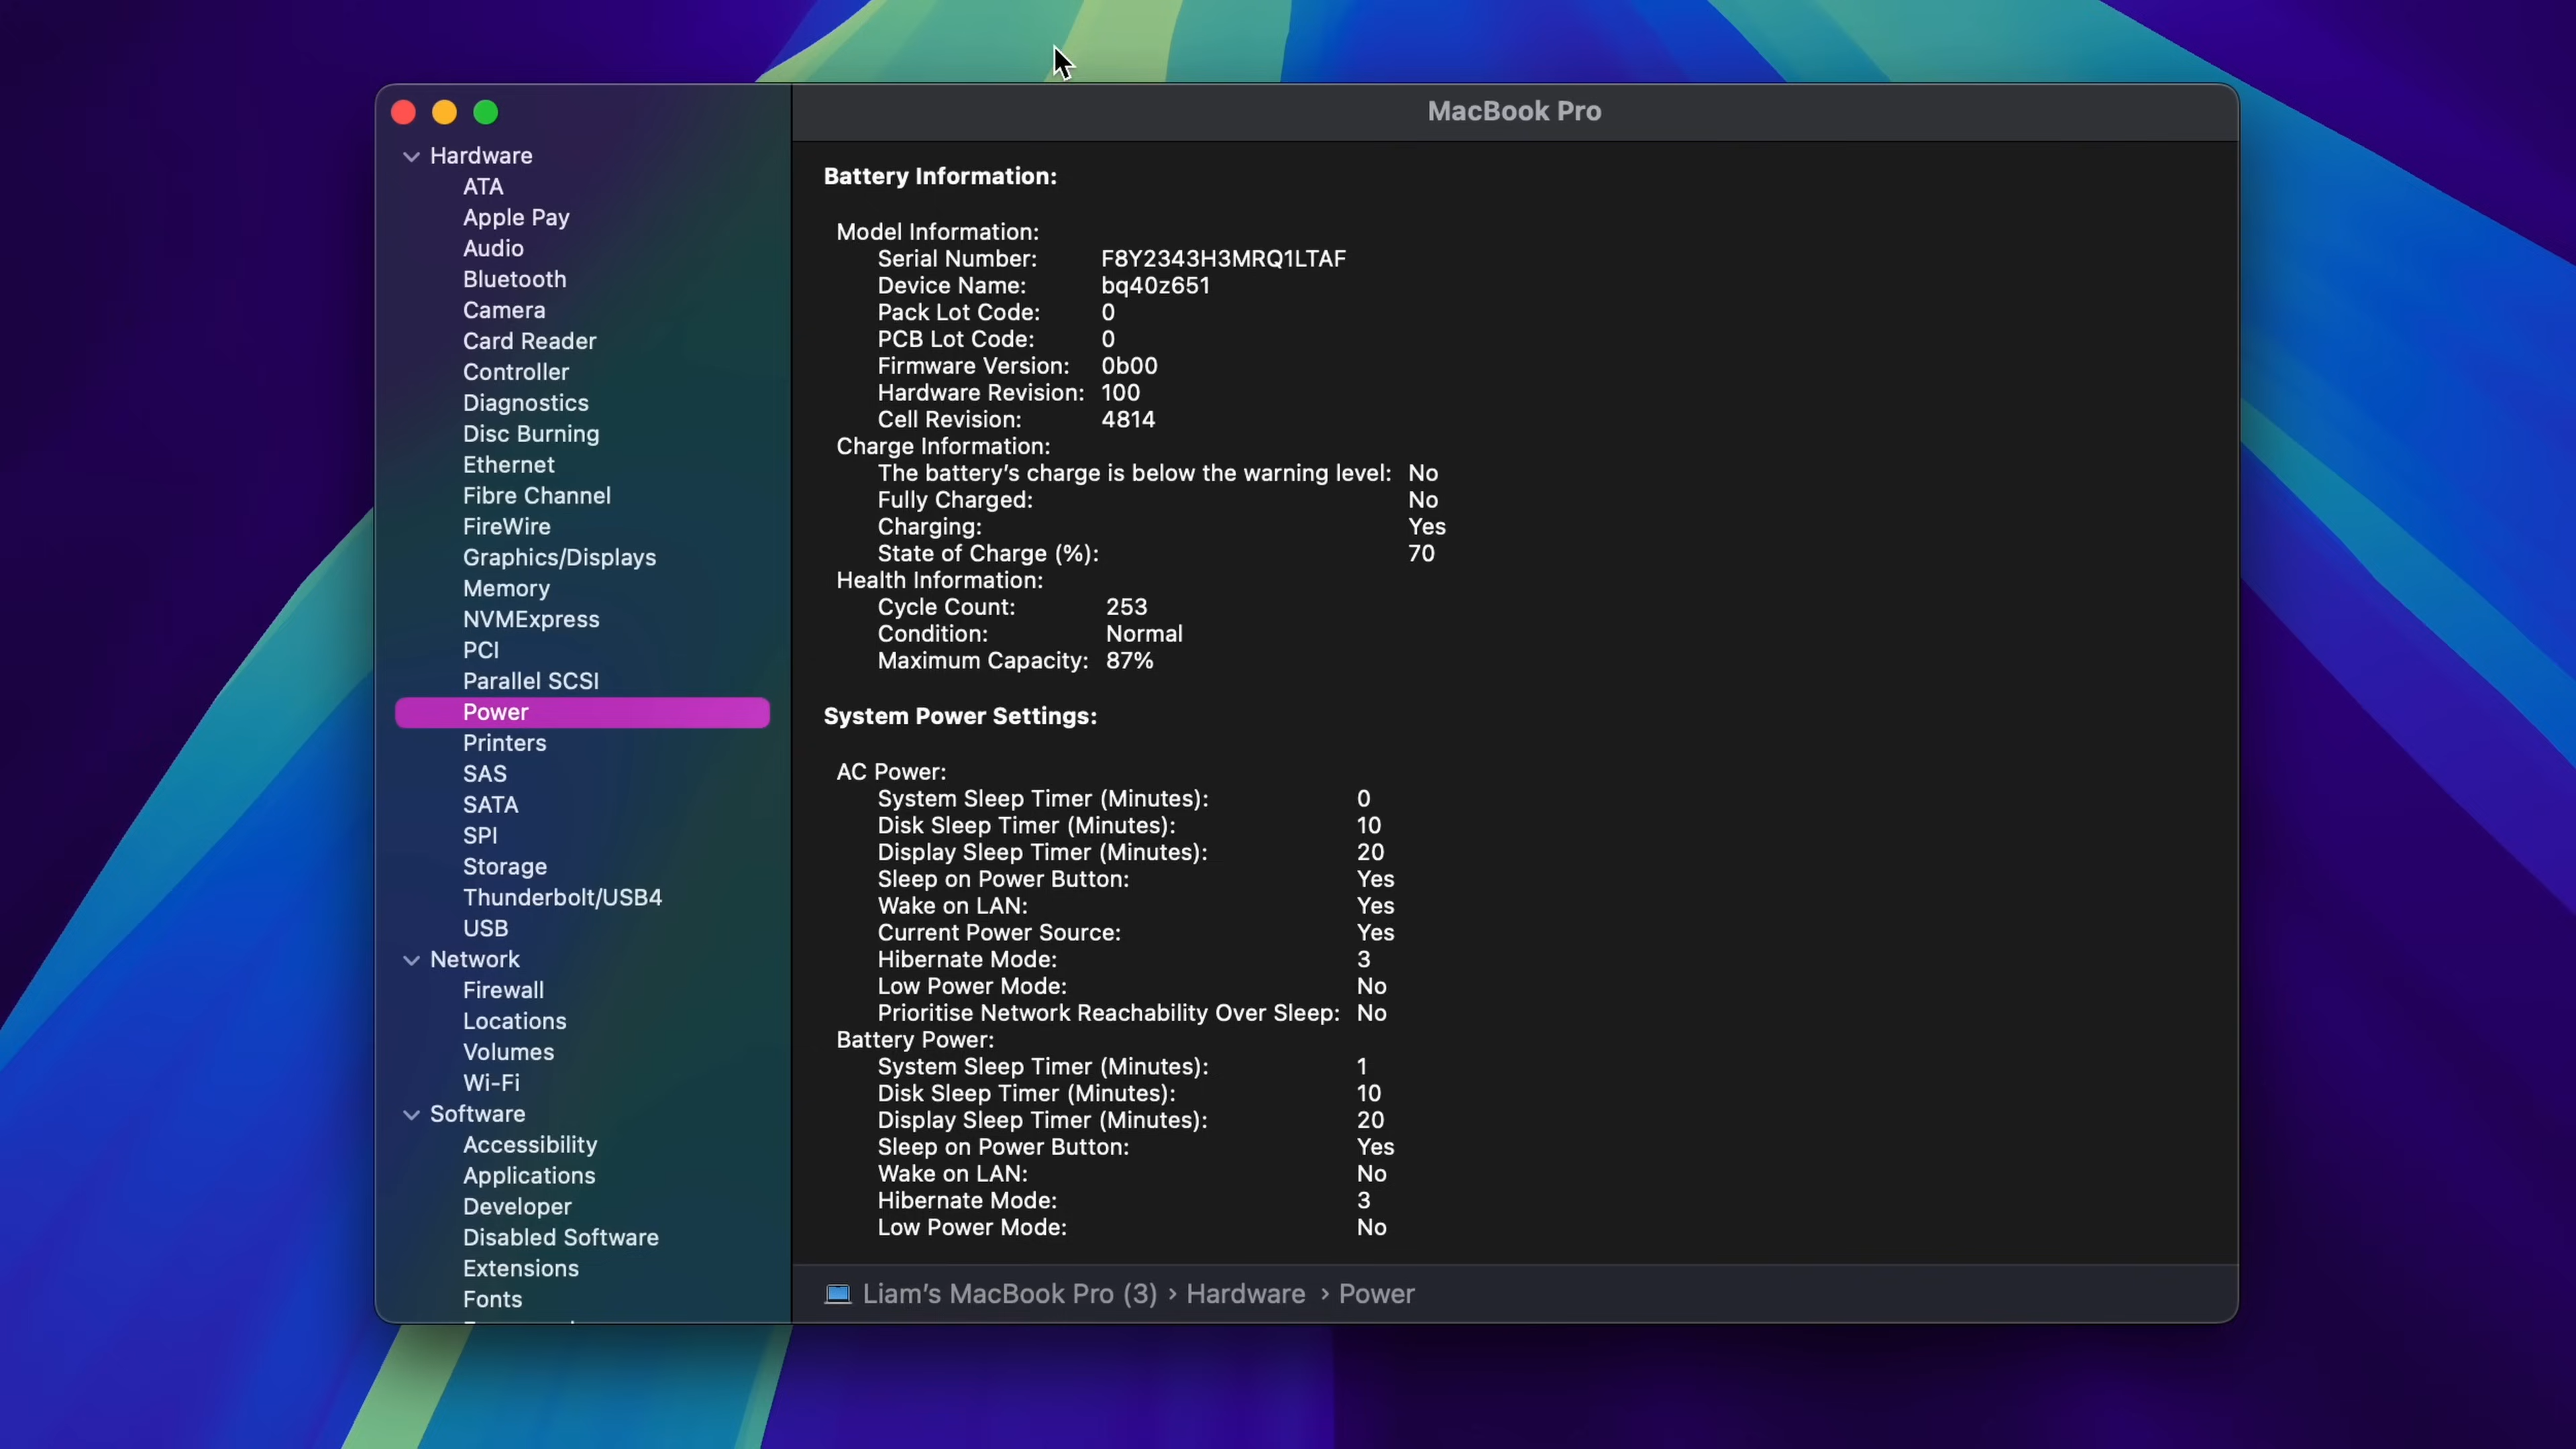 MacBook Pro
Hardware
ATA
Apple Pay
Audio
Bluetooth
Camera
Card Reader
Controller
Diagnostics
Disc Burning
Ethernet
Fibre Channel
FireWire
Graphics/Displays
Memory
NVMExpress
PCI
Parallel SCSI
Power
Printers
SAS
SATA
SPI
Storage
Thunderbolt/USB4
USB
Network
Firewall
Locations
Volumes
Wi-Fi
Software
Accessibility
Applications
Developer
Disabled Software
Extensions
Fonts
Battery Information:
Model Information:
Serial Number: F8Y2343H3MRQ1LTAF
Device Name: bq40z651
Pack Lot Code: 0
PCB Lot Code: 0
Firmware Version: 0b00
Hardware Revision: 100
Cell Revision: 4814
Charge Information:
The battery’s charge is below the warning level: No
Fully Charged: No
Charging: Yes
State of Charge (%): 70
Health Information:
Cycle Count: 253
Condition: Normal
Maximum Capacity: 87%
System Power Settings:
AC Power:
System Sleep Timer (Minutes): 0
Disk Sleep Timer (Minutes): 10
Display Sleep Timer (Minutes): 20
Sleep on Power Button: Yes
Wake on LAN: Yes
Current Power Source: Yes
Hibernate Mode: 3
Low Power Mode: No
Prioritise Network Reachability Over Sleep: No
Battery Power:
System Sleep Timer (Minutes): 1
Disk Sleep Timer (Minutes): 10
Display Sleep Timer (Minutes): 20
Sleep on Power Button: Yes
Wake on LAN: No
Hibernate Mode: 3
Low Power Mode: No
Liam’s MacBook Pro (3) › Hardware › Power